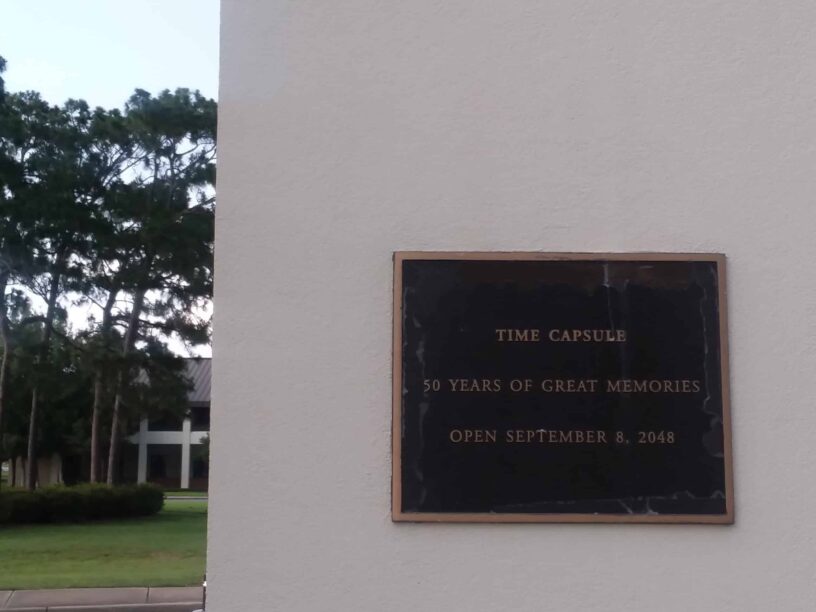 TIME CAPSULE
50 YEARS OF GREAT MEMORIES
OPEN SEPTEMBER 8, 2048